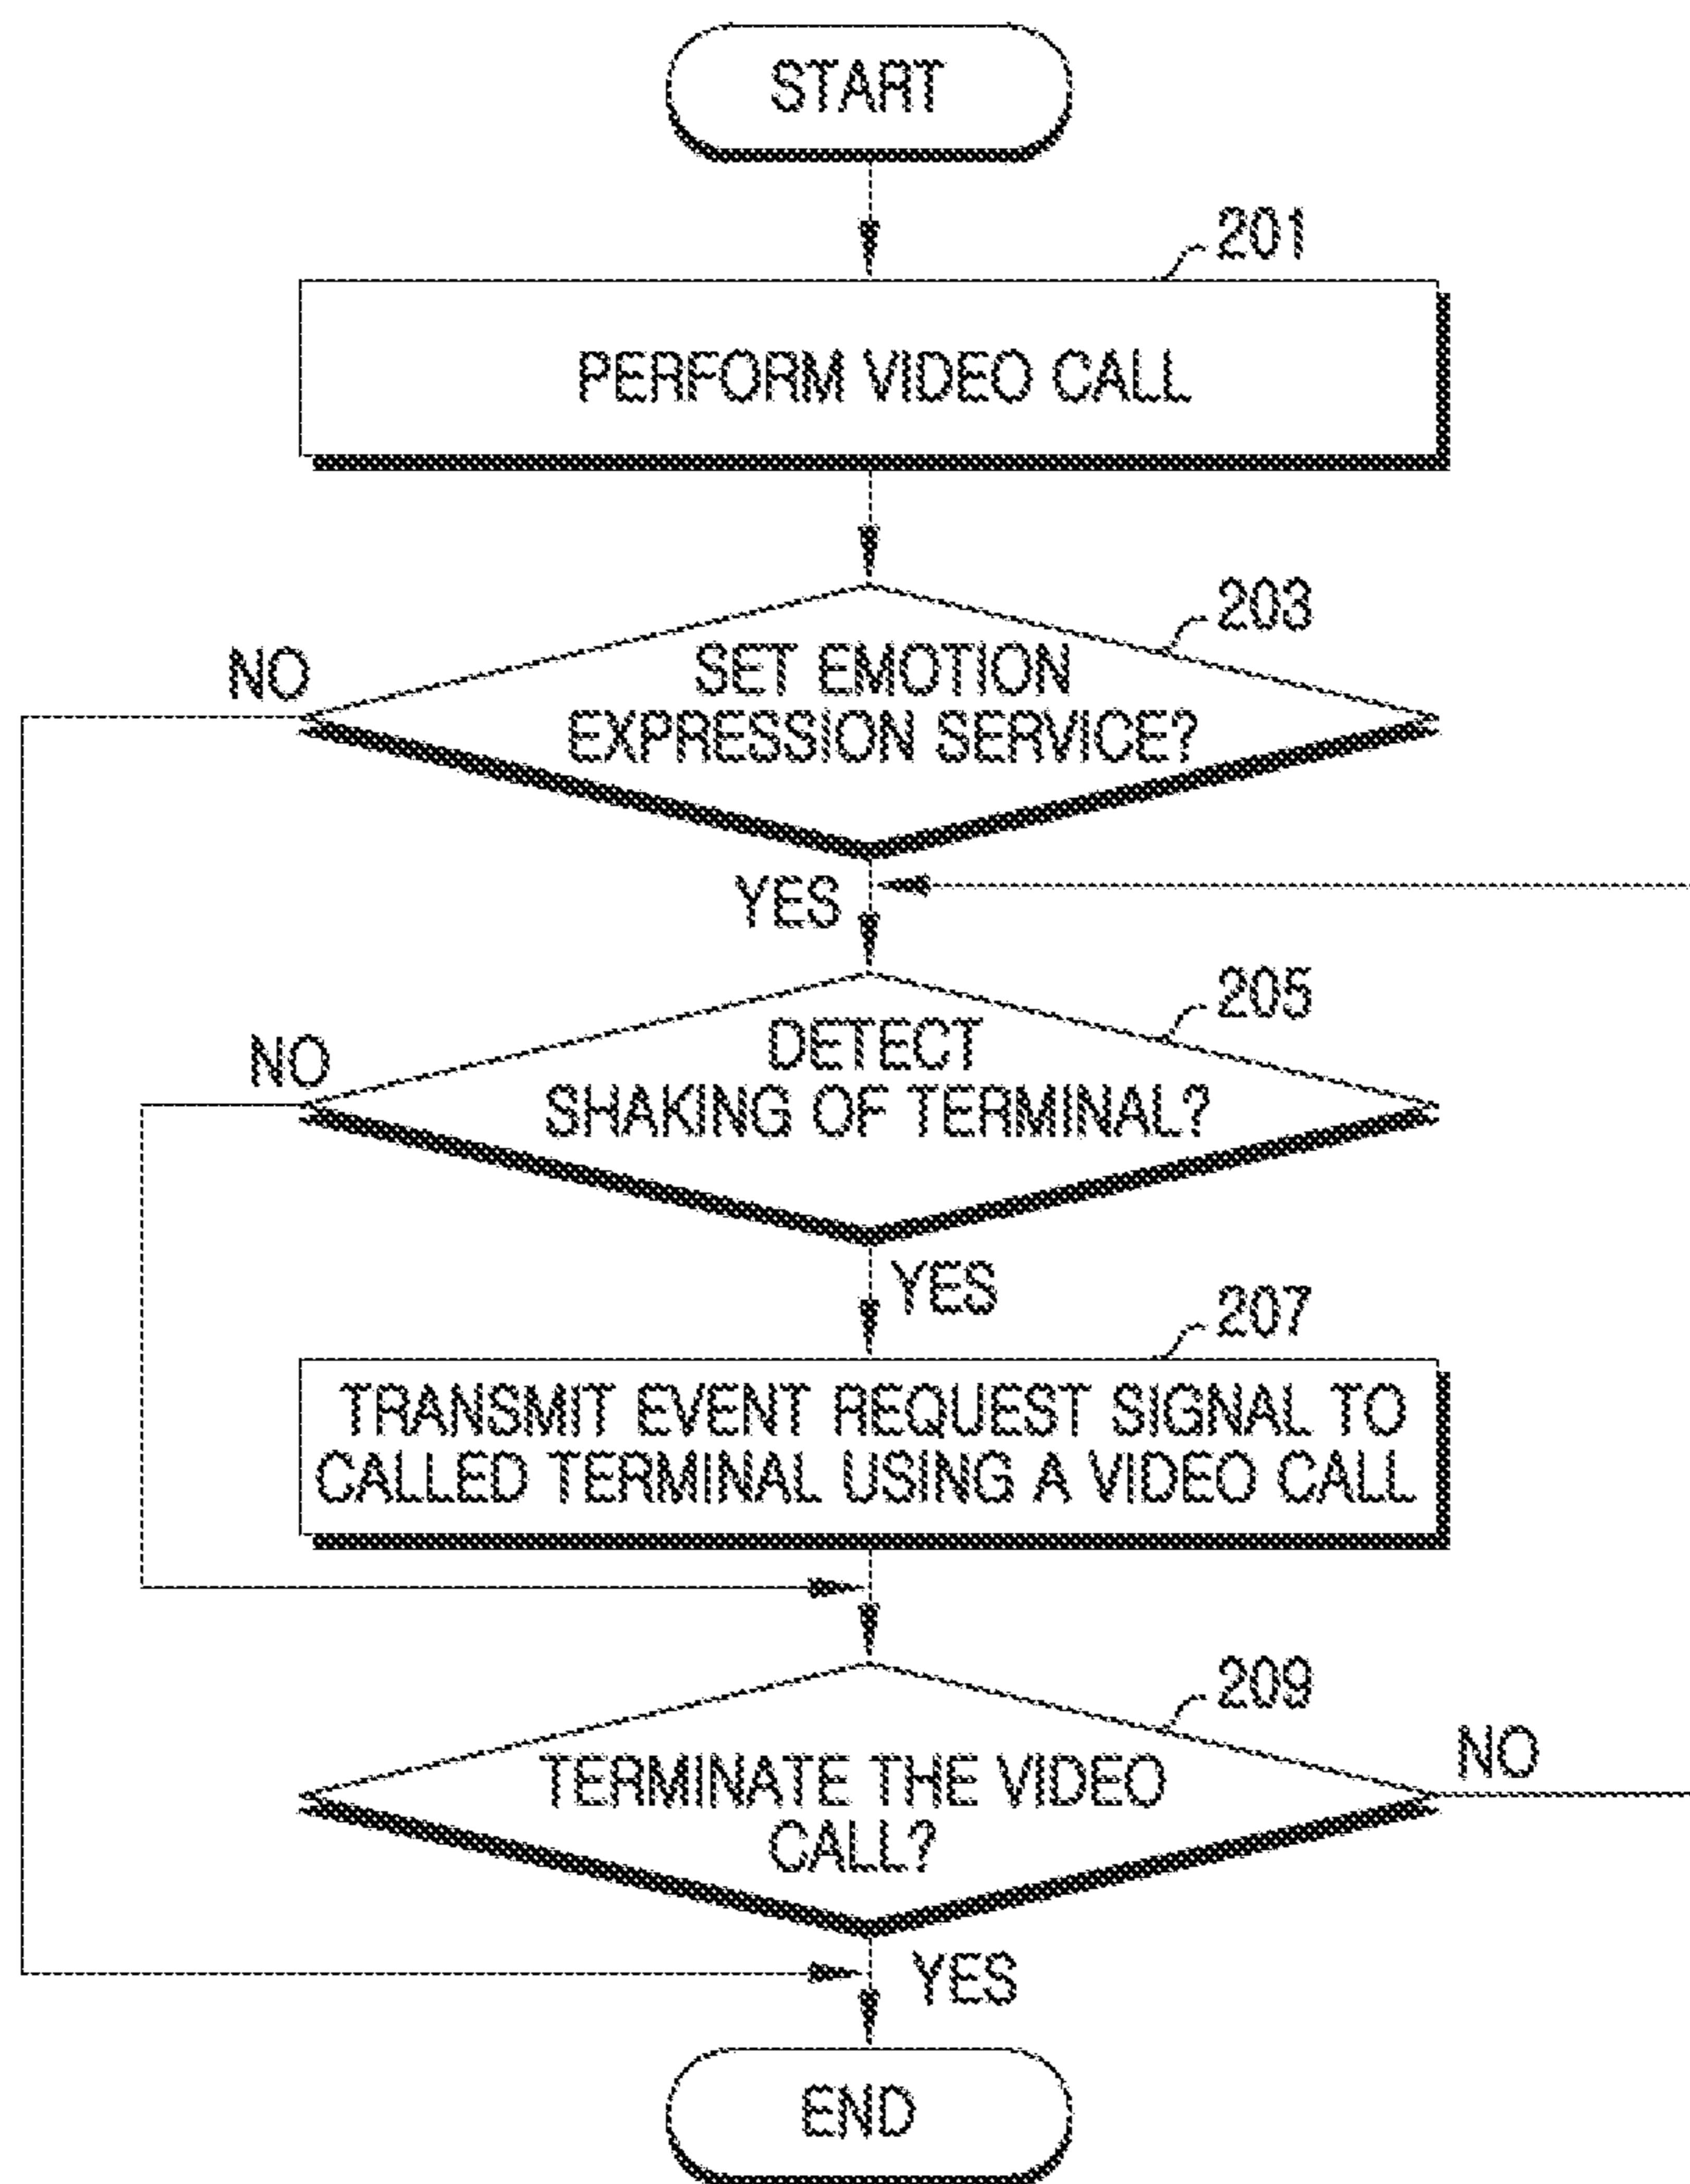 START
201
PERFORM VIDEO CALL
203
NO
SET EMOTION
EXPRESSION SERVICE?
YES
205
NO
DETECT
SHAKING OF TERMINAL?
YES
207
TRANSMIT EVENT REQUEST SIGNAL TO
CALLED TERMINAL USING A VIDEO CALL
209
NO
TERMINATE THE VIDEO
CALL?
YES
END